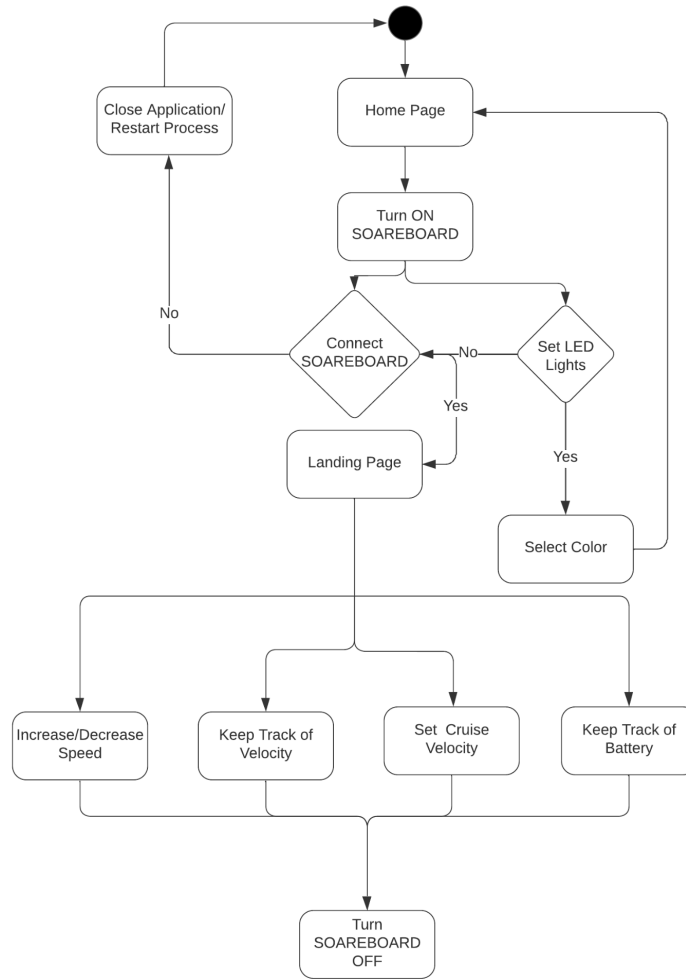 Close Application/
Restart Process
Home Page
Turn ON
SOAREBOARD
No
Connect
SOAREBOARD
No
Set LED
Lights
Yes
Yes
Landing Page
Select Color
Increase/Decrease
Speed
Keep Track of
Velocity
Set Cruise
Velocity
Keep Track of
Battery
Turn
SOAREBOARD
OFF